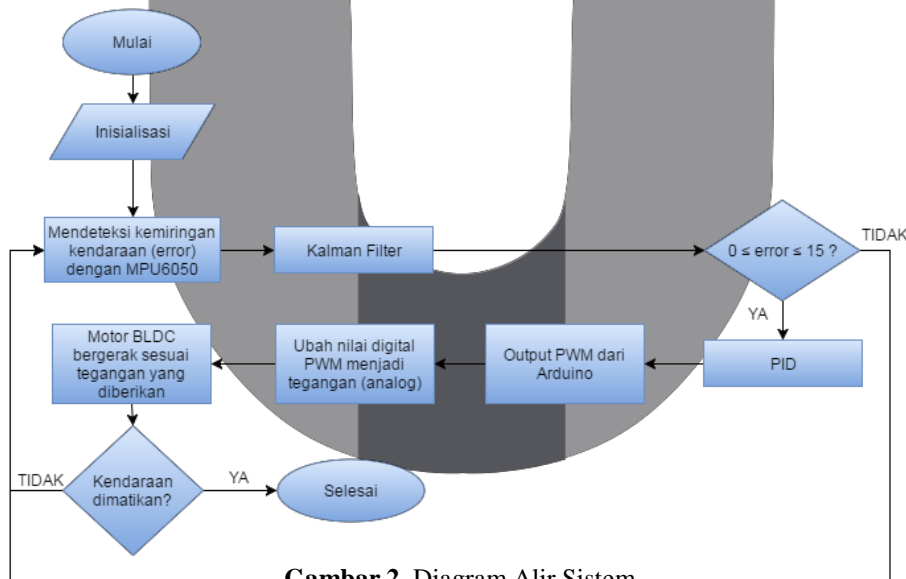 Mulai
Inisialisasi
Mendeteksi kemiringan
kendaraan (error)
dengan MPU6050
Kalman Filter
0 ≤ error ≤ 15 ?
TIDAK
YA
PID
Output PWM dari
Arduino
Ubah nilai digital
PWM menjadi
tegangan (analog)
Motor BLDC
bergerak sesuai
tegangan yang
diberikan
Kendaraan
dimatikan?
TIDAK
YA
Selesai
Gambar 2. Diagram Alir Sistem